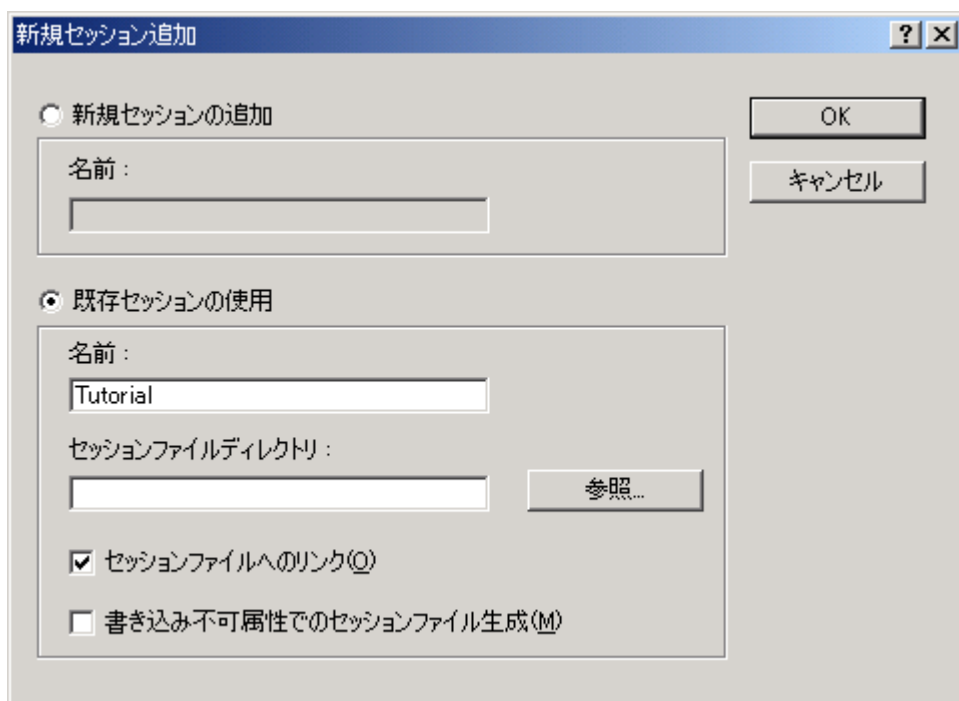 新規セッション追加
新規セッションの追加
OK
名前：
キャンセル
既存セッションの使用
名前：
Tutorial
セッションファイルディレクトリ：
参照...
セッションファイルへのリンク(O)
書き込み不可属性でのセッションファイル生成(M)